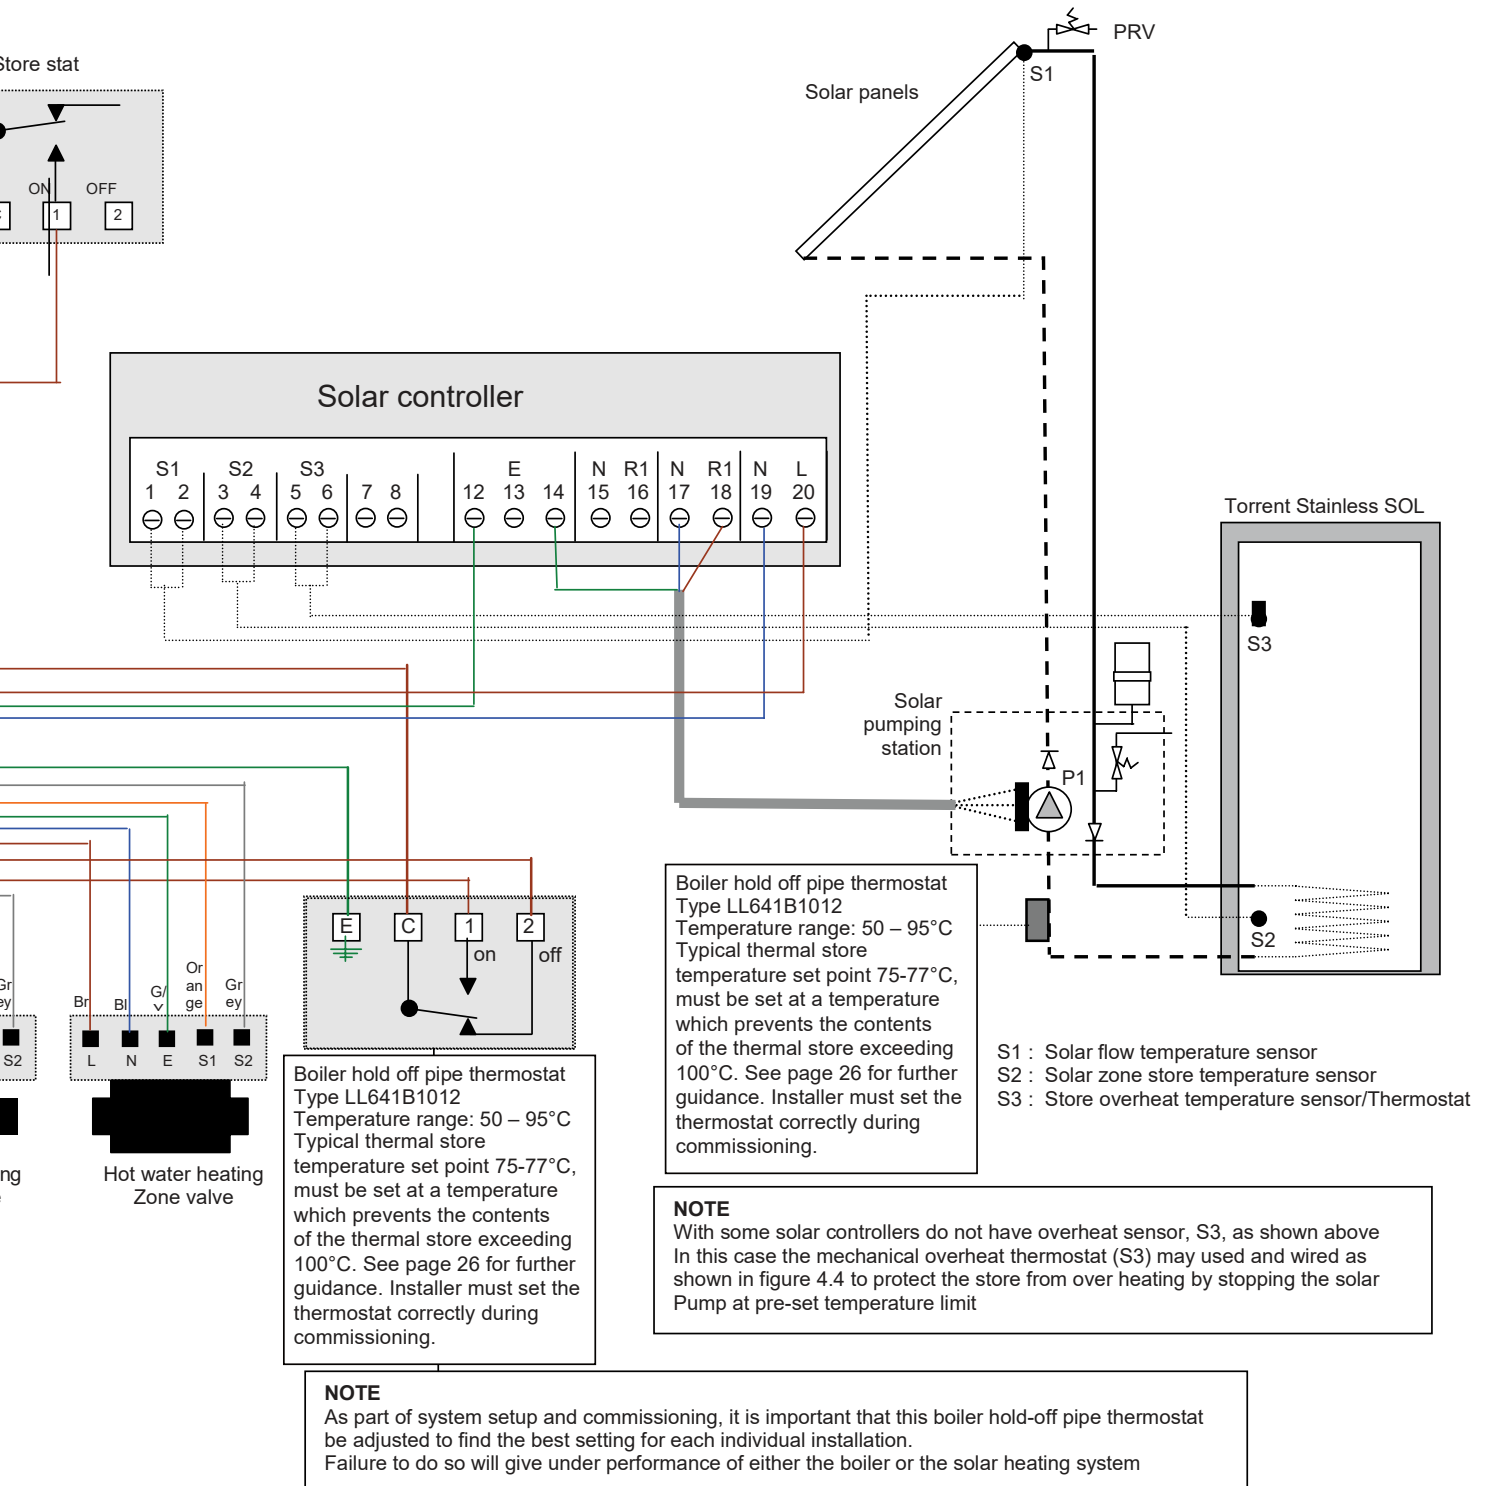 PRV
Store stat
S1
Solar panels
ON OFF
1 2
Solar controller
S1 S2 S3 E N R1 N R1 N L
1 2 3 4 5 6 7 8 12 13 14 15 16 17 18 19 20
Torrent Stainless SOL
S3
Solar
pumping
station
P1
E C 1 2
on off
S2
Boiler hold off pipe thermostat
Type LL641B1012
Temperature range: 50 – 95°C
Typical thermal store
temperature set point 75-77°C,
must be set at a temperature
which prevents the contents
of the thermal store exceeding
100°C. See page 26 for further
guidance. Installer must set the
thermostat correctly during
commissioning.
Gr
ey
Br
Bl
G/
Y
Or
an
ge
Gr
ey
S2
L N E S1 S2
S1 : Solar flow temperature sensor
S2 : Solar zone store temperature sensor
S3 : Store overheat temperature sensor/Thermostat
Boiler hold off pipe thermostat
Type LL641B1012
Temperature range: 50 – 95°C
Typical thermal store
temperature set point 75-77°C,
must be set at a temperature
which prevents the contents
of the thermal store exceeding
100°C. See page 26 for further
guidance. Installer must set the
thermostat correctly during
commissioning.
ng
Hot water heating
Zone valve
NOTE
With some solar controllers do not have overheat sensor, S3, as shown above
In this case the mechanical overheat thermostat (S3) may used and wired as
shown in figure 4.4 to protect the store from over heating by stopping the solar
Pump at pre-set temperature limit
NOTE
As part of system setup and commissioning, it is important that this boiler hold-off pipe thermostat
be adjusted to find the best setting for each individual installation.
Failure to do so will give under performance of either the boiler or the solar heating system